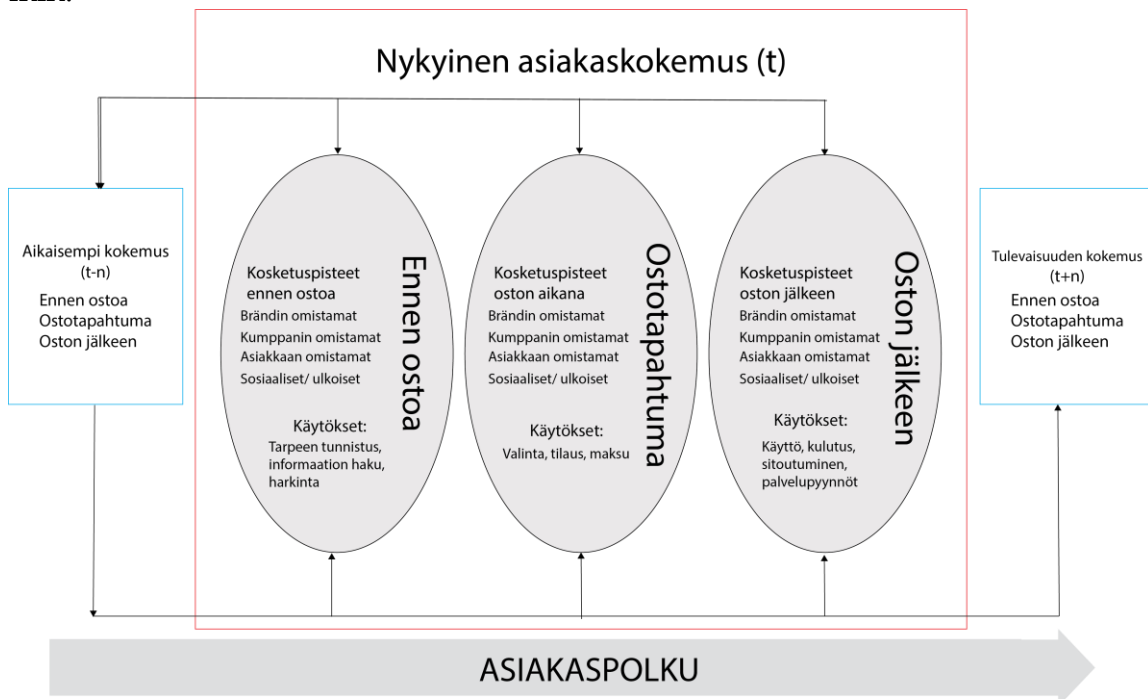 Nykyinen asiakaskokemus (t)
Aikaisempi kokemus
(t-n)
Ennen ostoa
Ostotapahtuma
Oston jälkeen
Kosketuspisteet
ennen ostoa
Brändin omistamat
Kumppanin omistamat
Asiakkaan omistamat
Sosiaaliset/ ulkoiset
Käytökset:
Tarpeen tunnistus,
informaation haku,
harkinta
Ennen ostoa
Kosketuspisteet
oston aikana
Brändin omistamat
Kumppanin omistamat
Asiakkaan omistamat
Sosiaaliset/ ulkoiset
Käytökset:
Valinta, tilaus, maksu
Ostotapahtuma
Kosketuspisteet
oston jälkeen
Brändin omistamat
Kumppanin omistamat
Asiakkaan omistamat
Sosiaaliset/ ulkoiset
Käytökset:
Käyttö, kulutus,
sitoutuminen,
palvelupyynnöt
Oston jälkeen
Tulevaisuuden kokemus
(t+n)
Ennen ostoa
Ostotapahtuma
Oston jälkeen
ASIAKASPOLKU